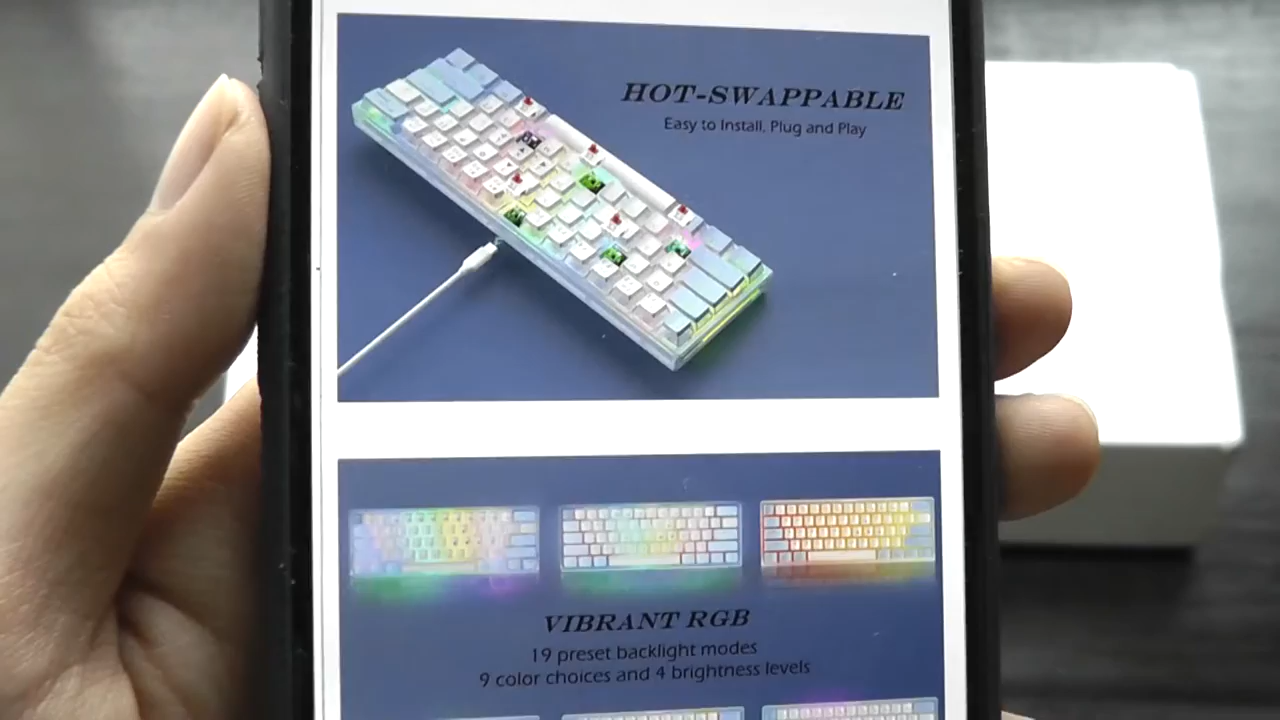 HOT-SWAPPABLE
Easy to Install, Plug and Play
VIBRANT RGB
19 preset backlight modes
9 color choices and 4 brightness levels